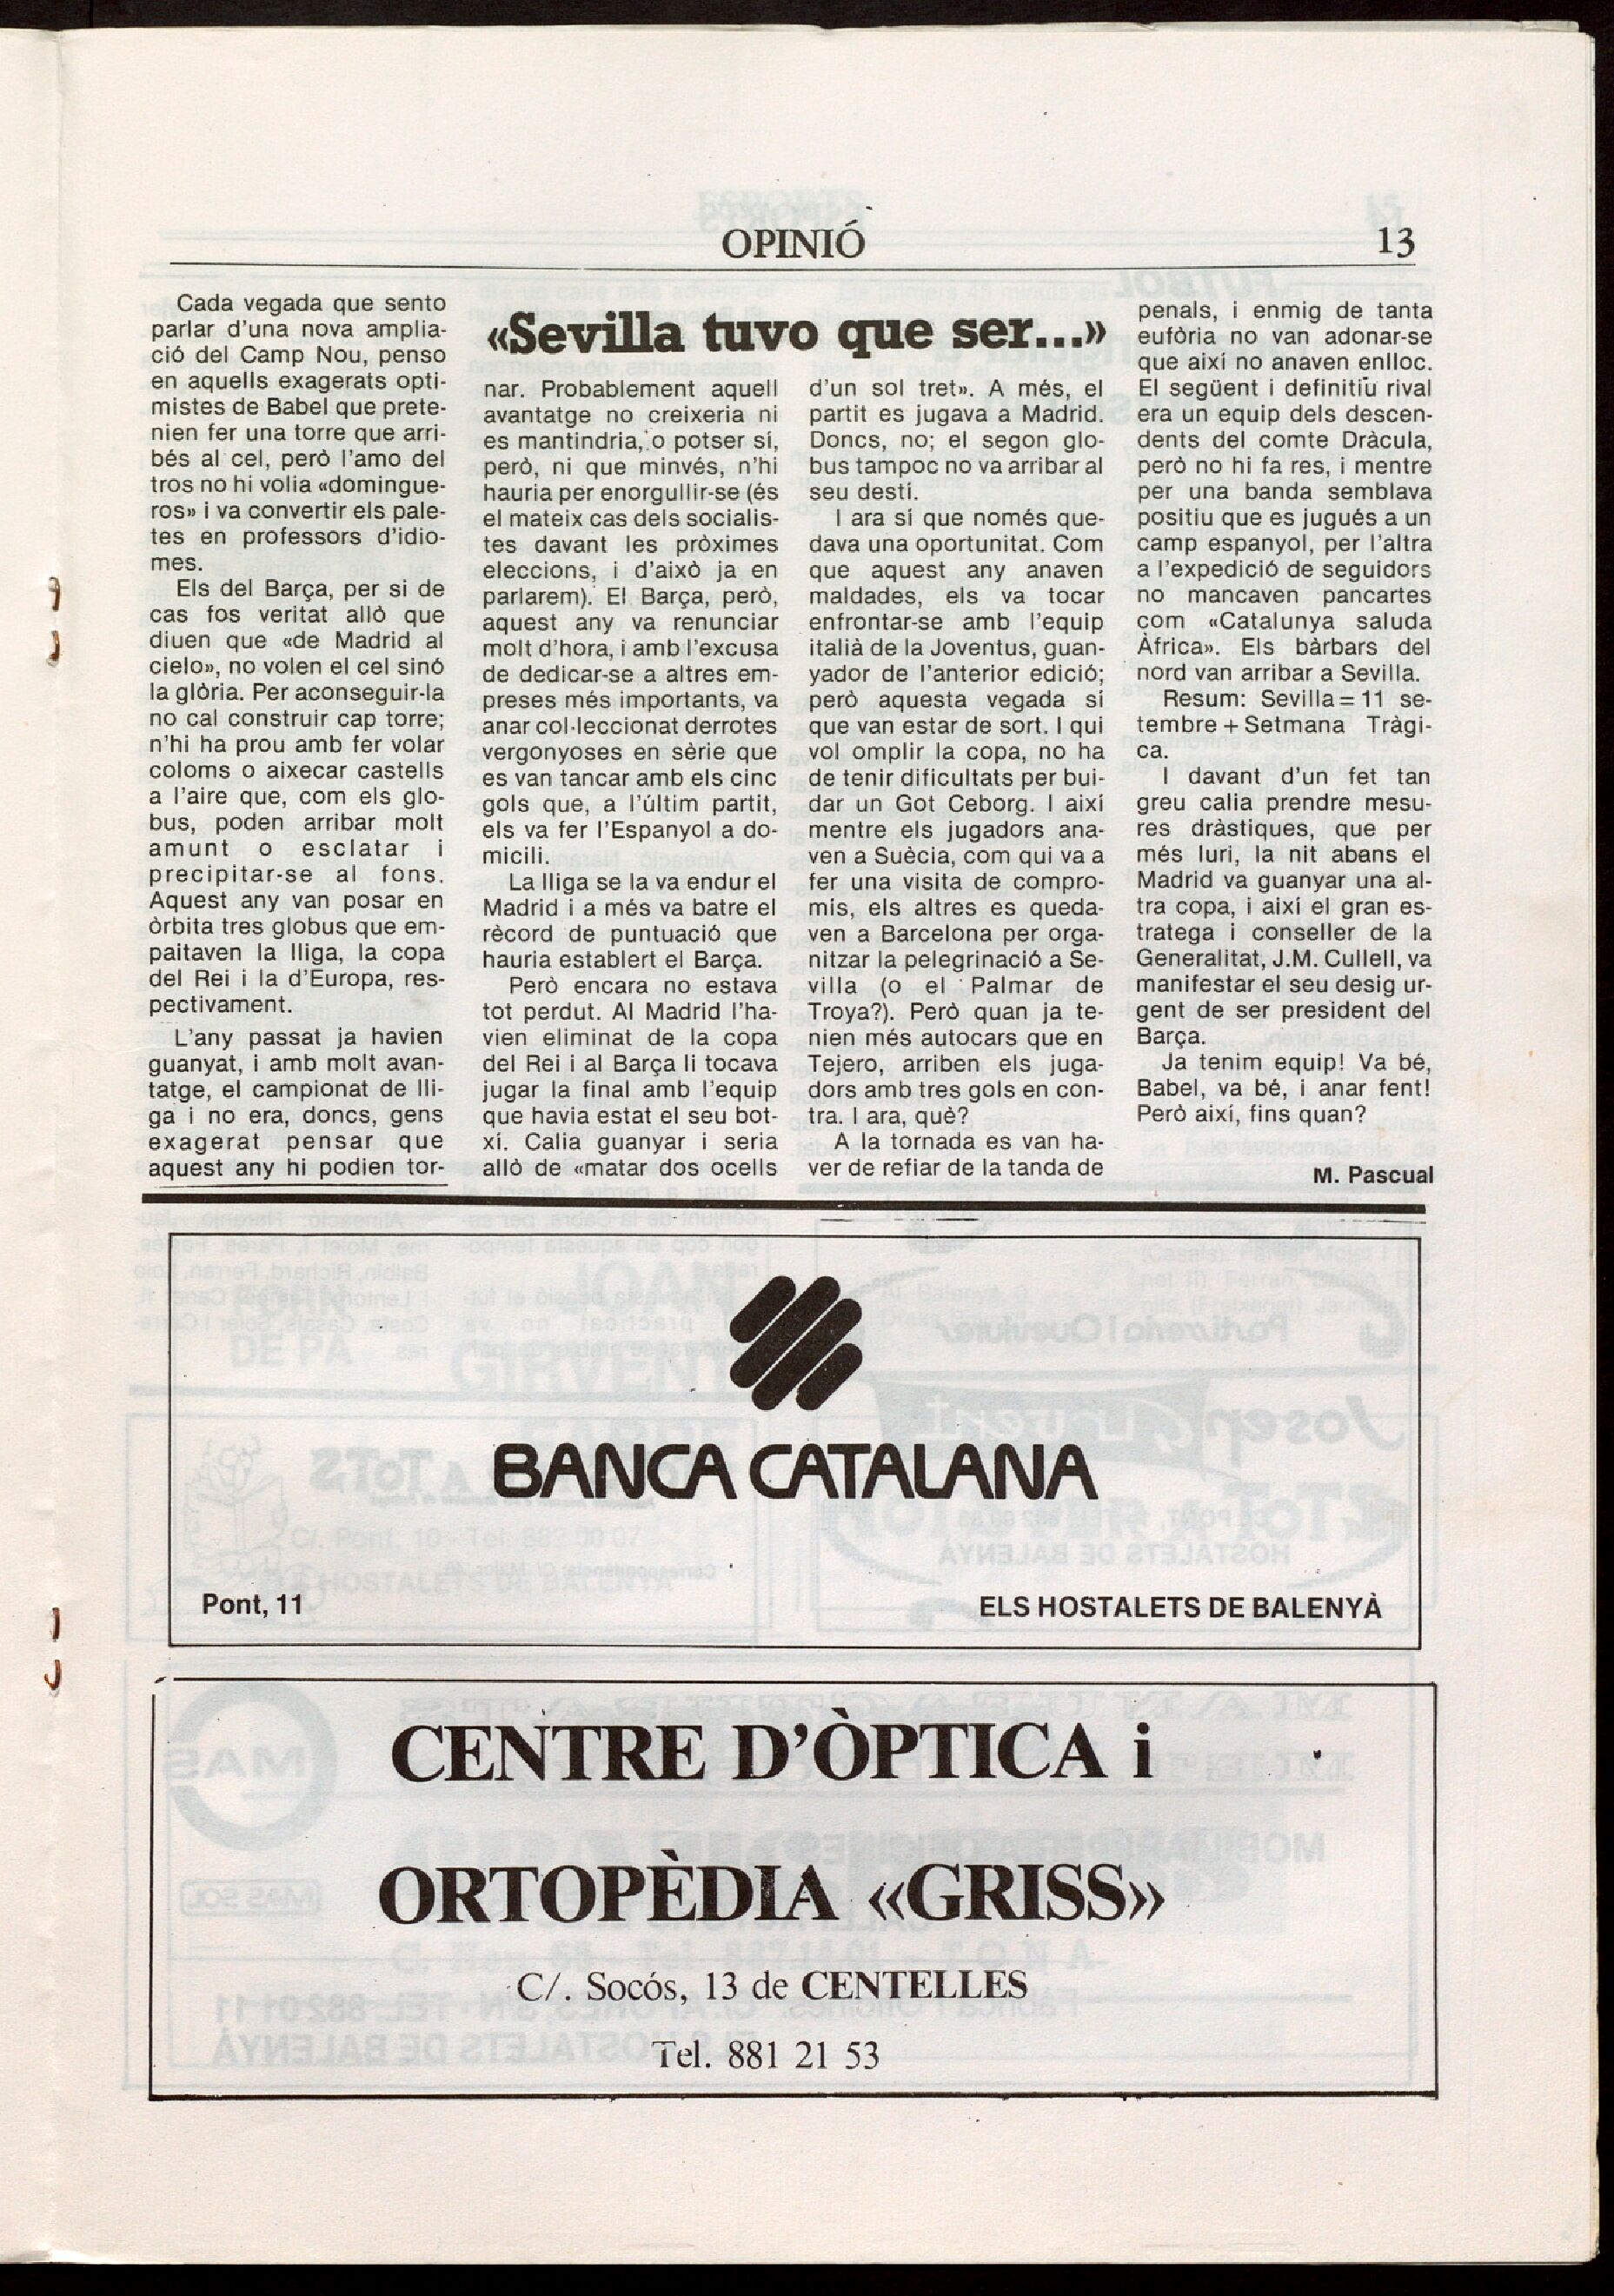 OPINIÓ
13
«Sevilla tuvo que ser...»
Cada vegada que sento
parlar d'una nova amplia-
ció del Camp Nou, penso
en aquells exagerats opti-
mistes de Babel que prete-
nien fer una torre que arri-
bés al cel, però l'amo del
tros no hi volia «domingue-
ros» i va convertir els pale-
tes en professors d'idio-
mes.
Els del Barça, per si de
cas fos veritat allò que
diuen que «de Madrid al
cielo», no volen el cel sinó
la glòria. Per aconseguir-la
no cal construir cap torre;
n'hi ha prou amb fer volar
coloms o aixecar castells
a l'aire que, com els glo-
bus, poden arribar molt
amunt o esclatar i
precipitar-se al fons.
Aquest any van posar en
òrbita tres globus que em-
paitaven la lliga, la copa
del Rei i la d'Europa, res-
pectivament.
L'any passat ja havien
guanyat, i amb molt avan-
tatge, el campionat de lli-
ga i no era, doncs, gens
exagerat pensar que
aquest any hi podien tor-
nar. Probablement aquell
avantatge no creixeria ni
es mantindria, o potser sí,
però, ni que minvés, n'hi
hauria per enorgullir-se (és
el mateix cas dels socialis-
tes davant les pròximes
eleccions, i d'això ja en
parlarem). El Barça, però,
aquest any va renunciar
molt d'hora, i amb l'excusa
de dedicar-se a altres em-
preses més importants, va
anar col·leccionat derrotes
vergonyoses en sèrie que
es van tancar amb els cinc
gols que, a l'últim partit,
els va fer l'Espanyol a do-
micili.
La lliga se la va endur el
Madrid i a més va batre el
rècord de puntuació que
hauria establert el Barça.
Però encara no estava
tot perdut. Al Madrid l'ha-
vien eliminat de la copa
del Rei i al Barça li tocava
jugar la final amb l'equip
que havia estat el seu bot-
xí. Calia guanyar i seria
allò de «matar dos ocells
d'un sol tret». A més, el
partit es jugava a Madrid.
Doncs, no; el segon glo-
bus tampoc no va arribar al
seu destí.
I ara sí que només que-
dava una oportunitat. Com
que aquest any anaven
maldades, els va tocar
enfrontar-se amb l'equip
italià de la Joventus, guan-
yador de l'anterior edició;
però aquesta vegada sí
que van estar de sort. I qui
vol omplir la copa, no ha
de tenir dificultats per bui-
dar un Got Ceborg. I així
mentre els jugadors ana-
ven a Suècia, com qui va a
fer una visita de compro-
mís, els altres es queda-
ven a Barcelona per orga-
nitzar la pelegrinació a Se-
villa (o el Palmar de
Troya?). Però quan ja te-
nien més autocars que en
Tejero, arriben els juga-
dors amb tres gols en con-
tra. I ara, què?
A la tornada es van ha-
ver de refiar de la tanda de
penals, i enmig de tanta
eufòria no van adonar-se
que així no anaven enlloc.
El següent i definitiu rival
era un equip dels descen-
dents del comte Dràcula,
però no hi fa res, i mentre
per una banda semblava
positiu que es jugués a un
camp espanyol, per l'altra
a l'expedició de seguidors
no mancaven pancartes
com «Catalunya saluda
Àfrica». Els bàrbars del
nord van arribar a Sevilla.
Resum: Sevilla = 11 se-
tembre + Setmana Tràgi-
ca.
I davant d'un fet tan
greu calia prendre mesu-
res dràstiques, que per
més luri, la nit abans el
Madrid va guanyar una al-
tra copa, i així el gran es-
tratega i conseller de la
Generalitat, J.M. Cullell, va
manifestar el seu desig ur-
gent de ser president del
Barça.
Ja tenim equip! Va bé,
Babel, va bé, i anar fent!
Però així, fins quan?
M. Pascual
BANCA CATALANA
Pont, 11
ELS HOSTALETS DE BALENYÀ
CENTRE D'ÒPTICA i
ORTOPÈDIA «GRISS»
C/. Socós, 13 de CENTELLES
Tel. 881 21 53